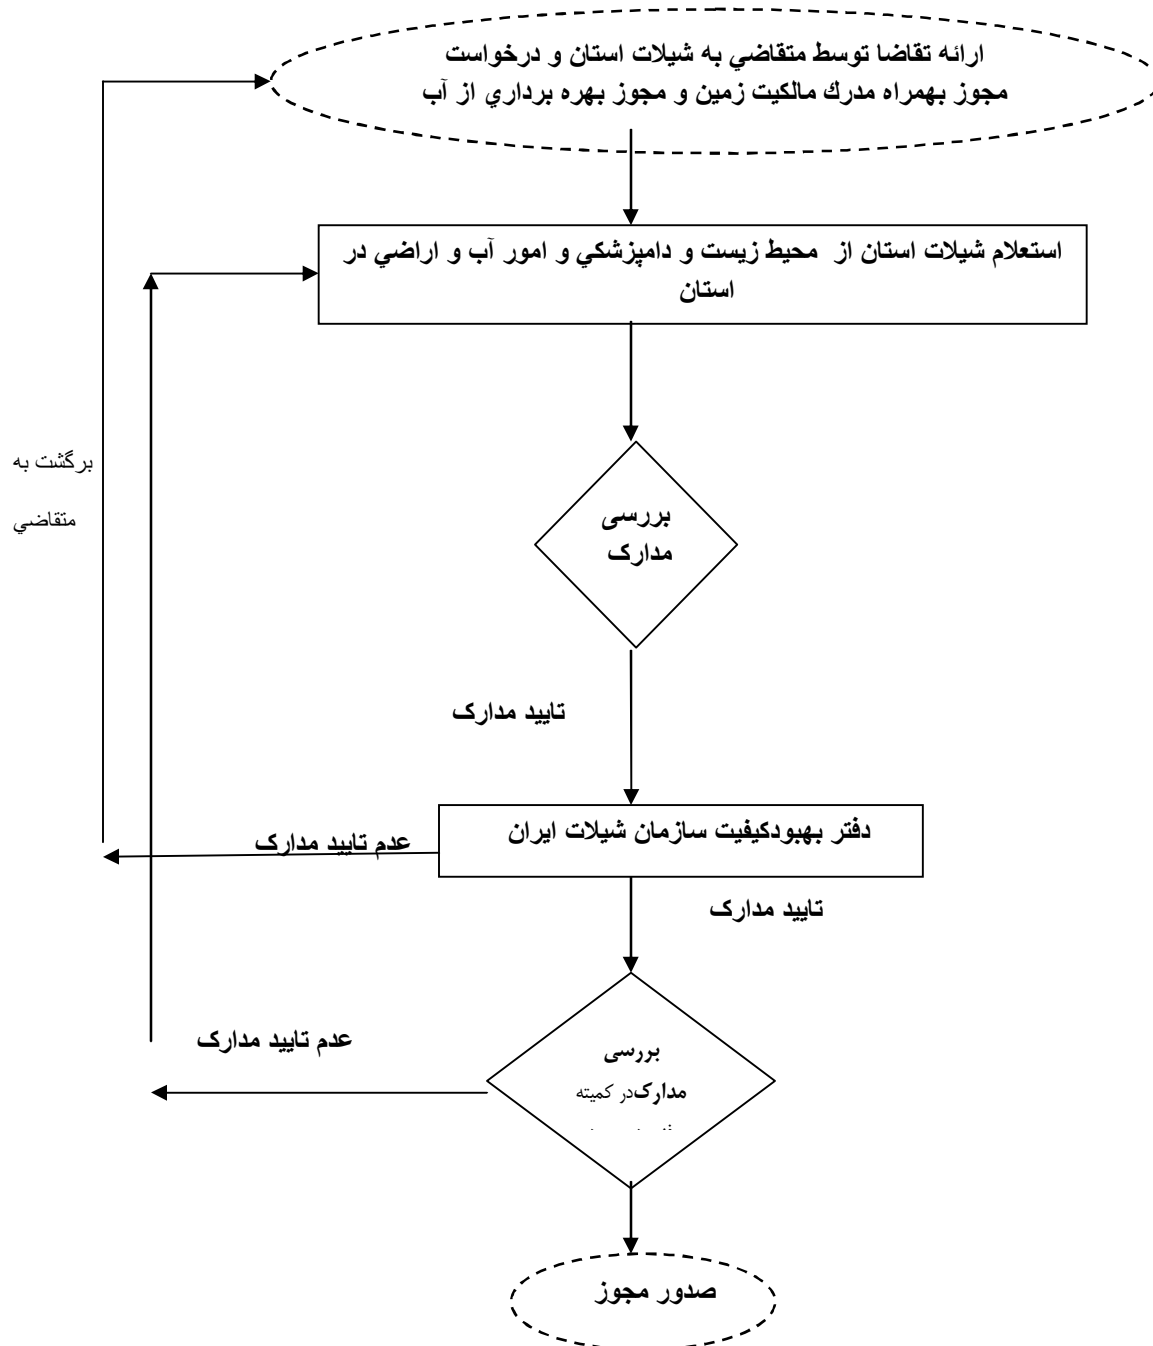 ارائه تقاضا توسط متقاضي به شيلات استان و درخواست
مجوز بهمراه مدرك مالكيت زمين و مجوز بهره برداري از آب
استعلام شيلات استان از محيط زيست و دامپزشكي و امور آب و اراضي در
استان
برگشت به
متقاضي
بررسی
مدارک
تاييد مدارک
دفتر بهبودكيفيت سازمان شيلات ايران
عدم تاييد مدارک
تاييد مدارک
عدم تاييد مدارک
بررسی
مدارکدر کمیته
صدور مجوز